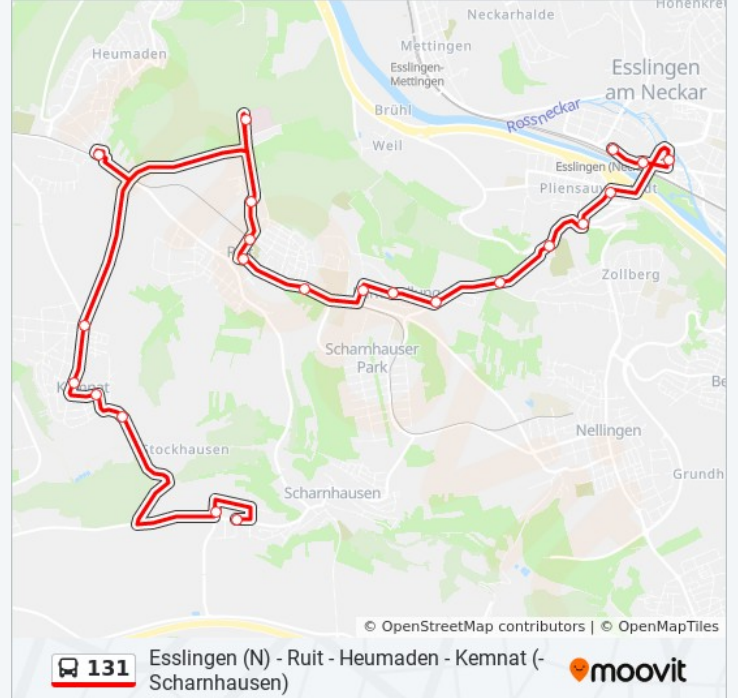 Hohenkre
Neckarhalde
Mettingen
Heumaden
Esslingen-
Mettingen
Esslingen
am Neckar
Brühl
Rossneckar
Weil
Esslingen (Ne
Pliensau
dt
Zollberg
Scharnhauser
Park
Be
Nellingen
Stockhausen
Grundh
Scharnhausen
© OpenStreetMap contributors | © OpenMapTiles
131
Esslingen (N) - Ruit - Heumaden - Kemnat (-
Scharnhausen)
moovit